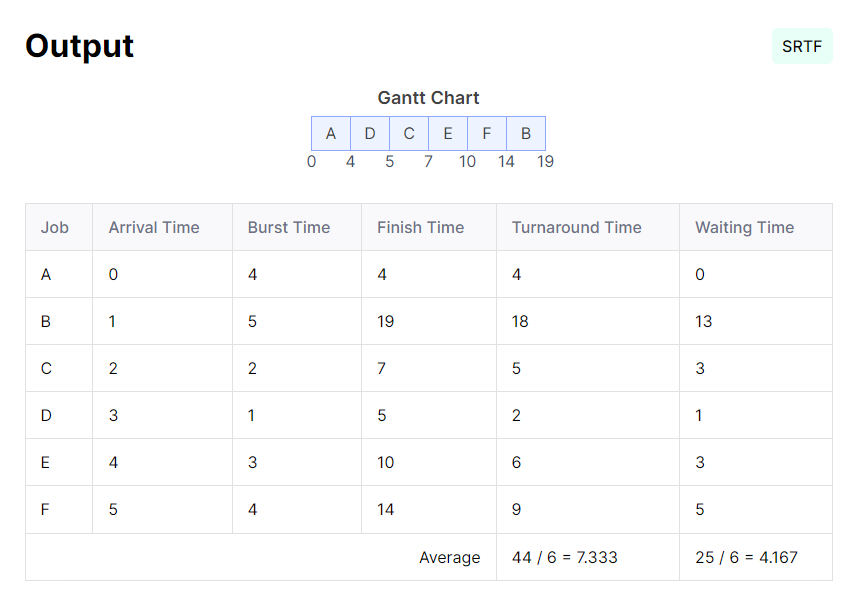 Output
SRTF
Gantt Chart
A D C E F B
0 4 5 7 10 14 19
Job Arrival Time Burst Time Finish Time Turnaround Time Waiting Time
A 0 4 4 4 0
B 1 5 19 18 13
C 2 2 7 5 3
D 3 1 5 2 1
E 4 3 10 6 3
F 5 4 14 9 5
Average 44 / 6 = 7.333 25 / 6 = 4.167